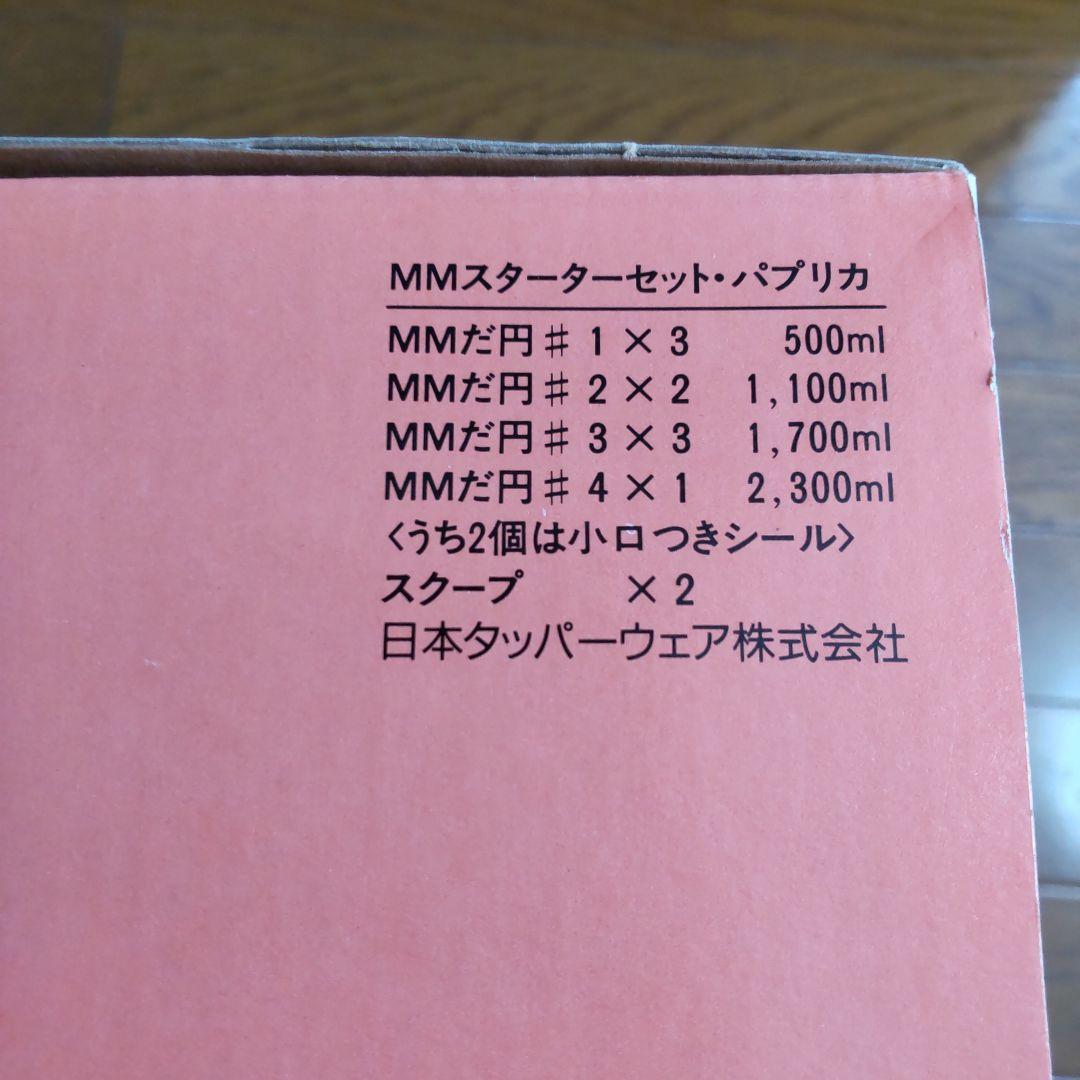 MMスターターセット・パプリカ
MMだ円♯1×3 500ml
MMだ円♯2×2 1,100ml
MMだ円♯3×3 1,700ml
MMだ円♯4×1 2,300ml
<うち2個は小口つきシール>
スクープ ×2
日本タッパーウェア株式会社